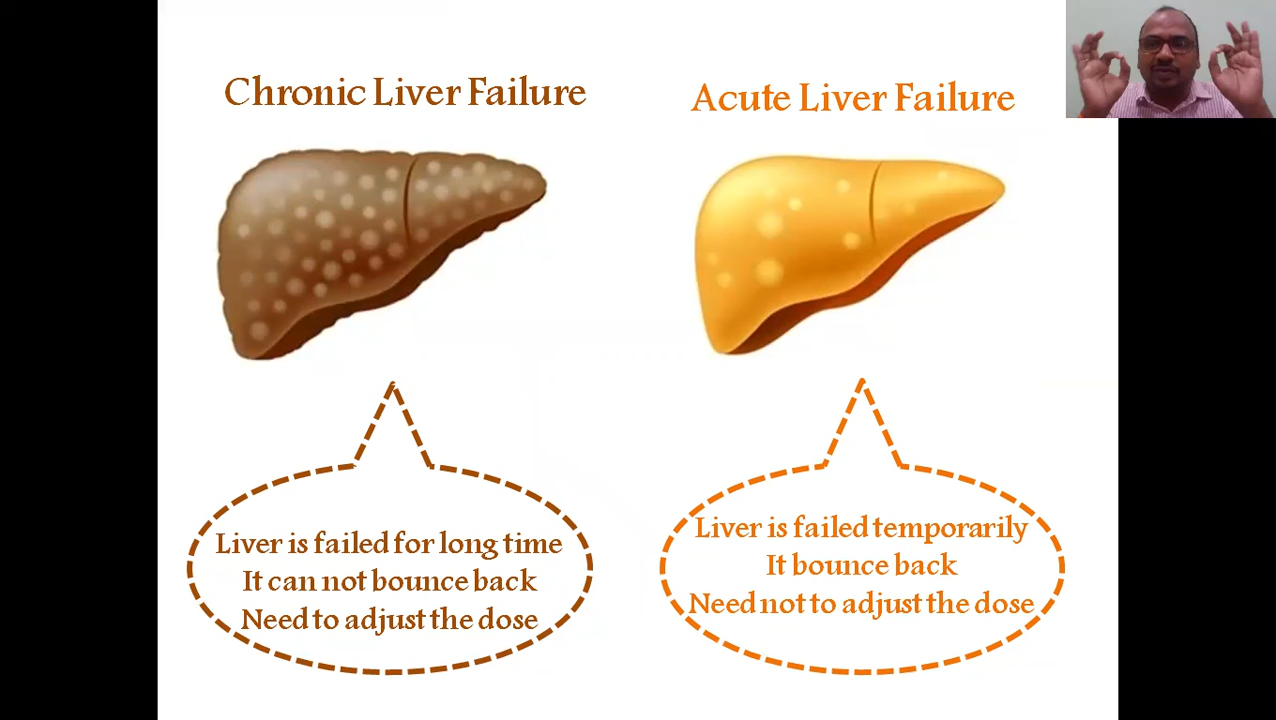 Chronic Liver Failure
Acute Liver Failure
Liver is failed for long time
It can not bounce back
Need to adjust the dose
Liver is failed temporarily
It bounce back
Need not to adjust the dose